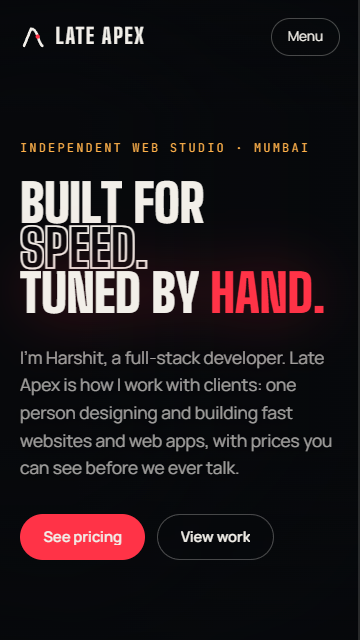 LATE APEX
Menu
INDEPENDENT WEB STUDIO · MUMBAI
BUILT FOR
SPEED.
TUNED BY HAND.
I'm Harshit, a full-stack developer. Late
Apex is how I work with clients: one
person designing and building fast
websites and web apps, with prices you
can see before we ever talk.
See pricing
View work